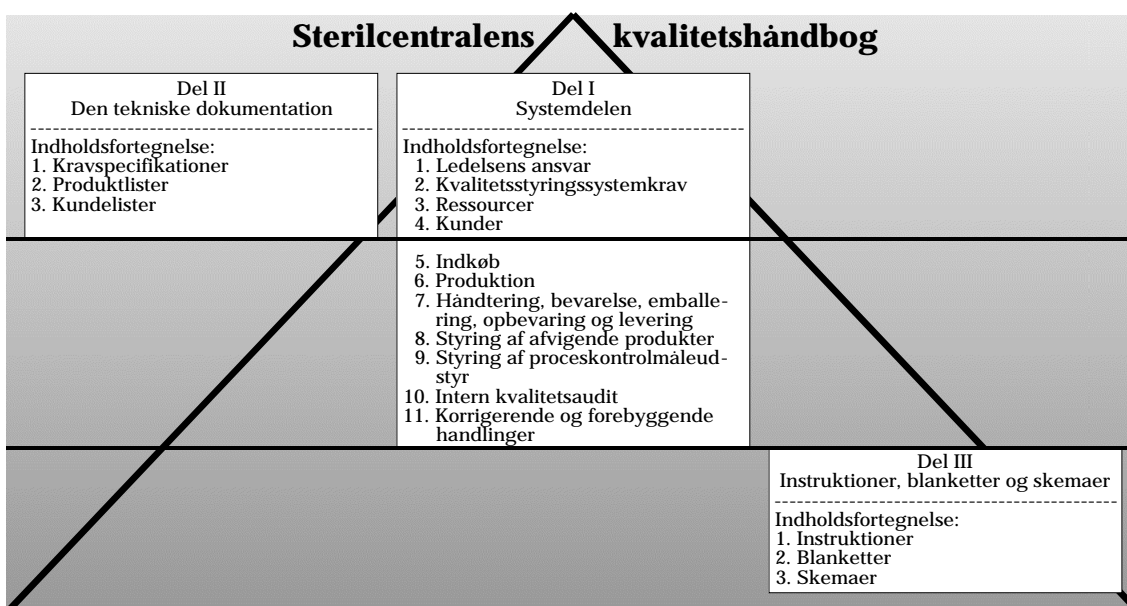 Sterilcentralens kvalitetshåndbog
Del II
Den tekniske dokumentation
Indholdsfortegnelse:
1. Kravspecifikationer
2. Produktlister
3. Kundelister
Del I
Systemdelen
Indholdsfortegnelse:
1. Ledelsens ansvar
2. Kvalitetsstyringssystemkrav
3. Ressourcer
4. Kunder
5. Indkøb
6. Produktion
7. Håndtering, bevarelse, emballe-
ring, opbevaring og levering
8. Styring af afvigende produkter
9. Styring af proceskontrolmåleud-
styr
10. Intern kvalitetsaudit
11. Korrigerende og forebyggende
handlinger
Del III
Instruktioner, blanketter og skemaer
Indholdsfortegnelse:
1. Instruktioner
2. Blanketter
3. Skemaer